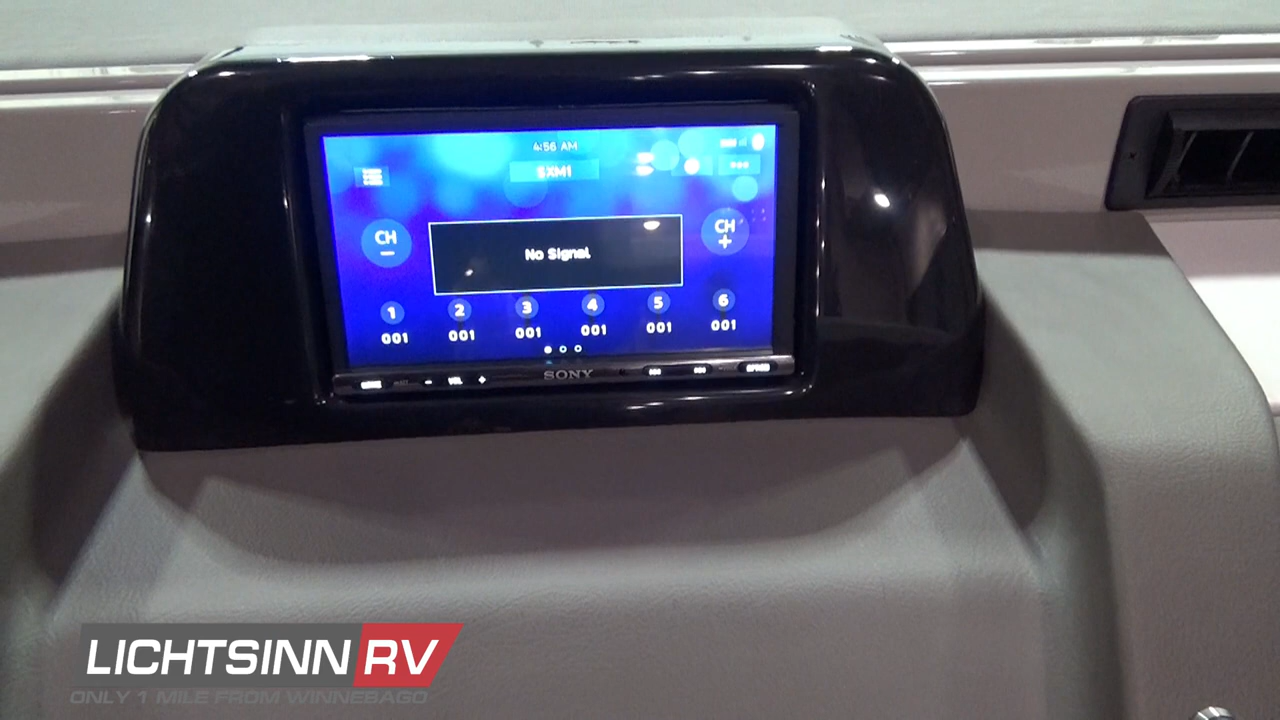 4:56 AM
SXM1
CH
−
CH
+
No Signal
1 2 3 4 5 6
001 001 001 001 001 001
− VOL + SONY
LICHTSINN RV
ONLY 1 MILE FROM WINNEBAGO